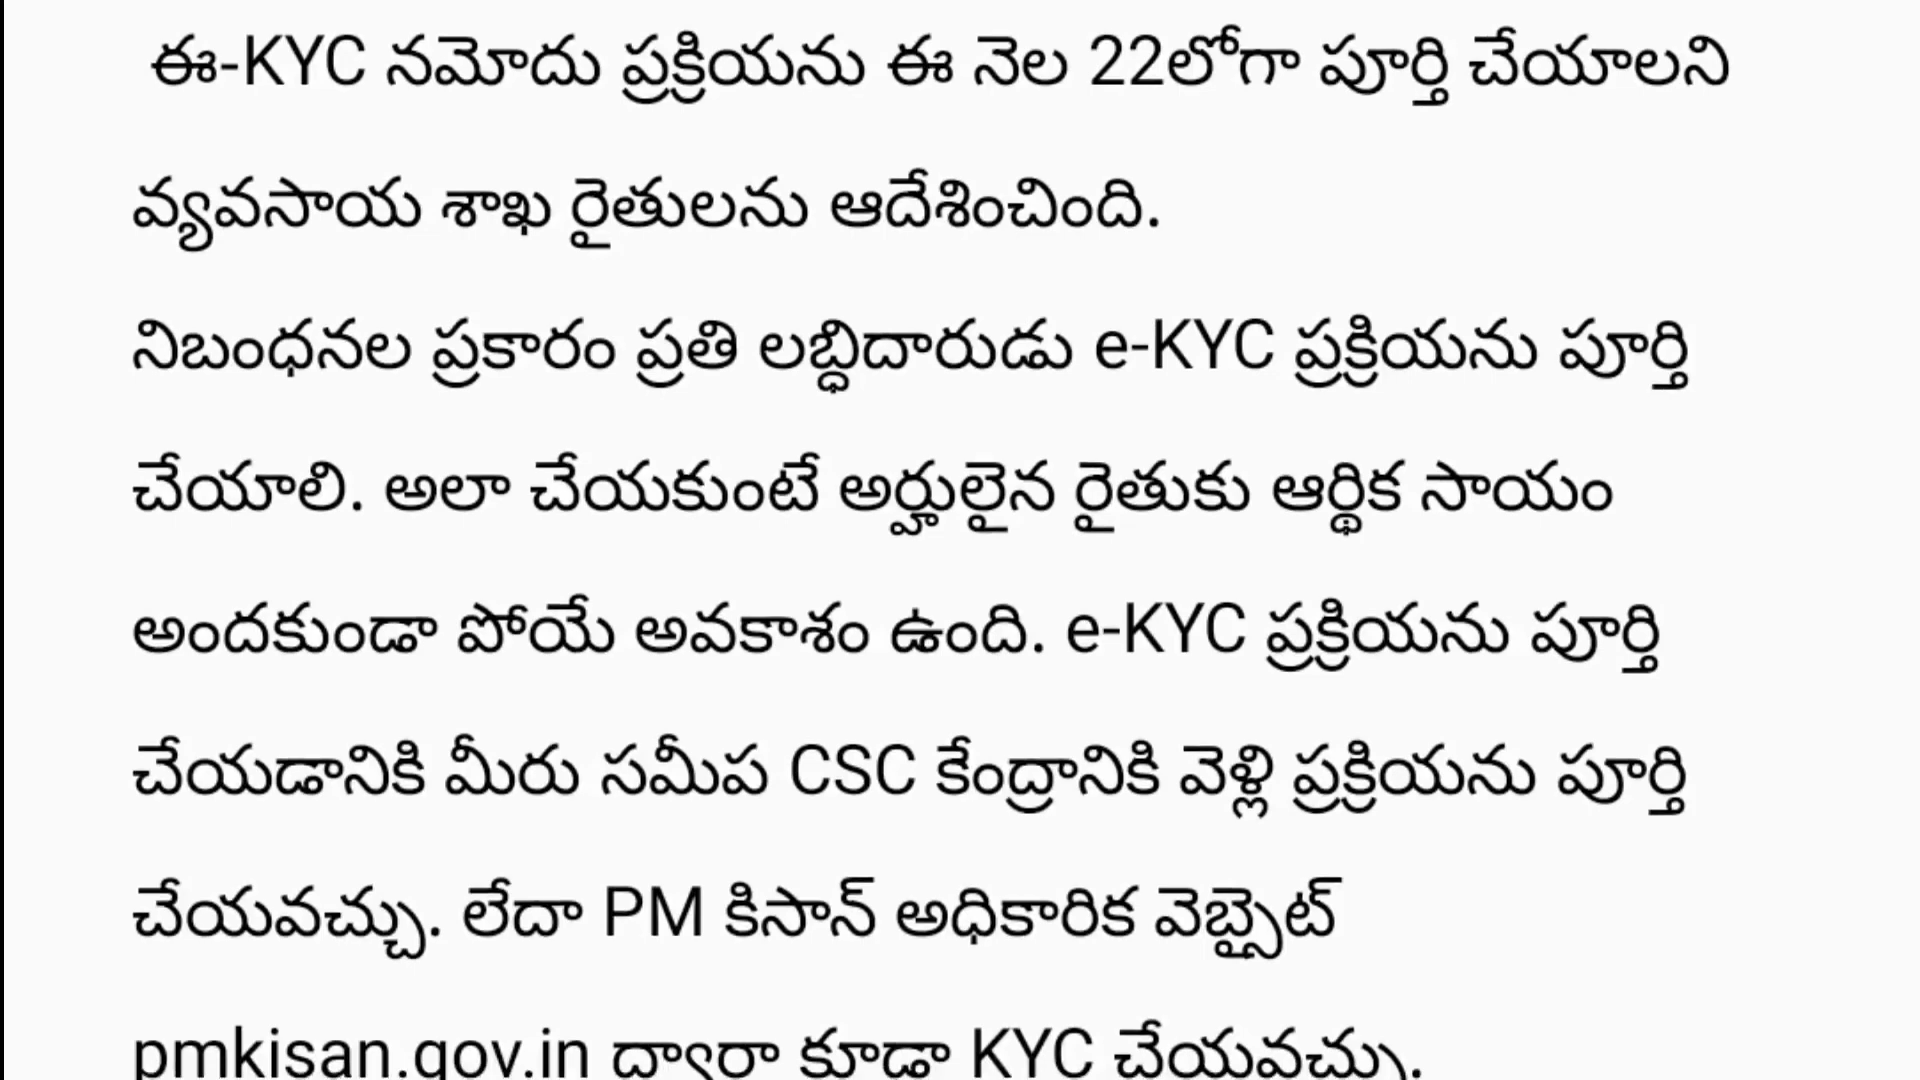 ఈ-KYC నమోదు ప్రక్రియను ఈ నెల 22లోగా పూర్తి చేయాలని
వ్యవసాయ శాఖ రైతులను ఆదేశించింది.
నిబంధనల ప్రకారం ప్రతి లబ్ధిదారుడు e-KYC ప్రక్రియను పూర్తి
చేయాలి. అలా చేయకుంటే అర్హులైన రైతుకు ఆర్థిక సాయం
అందకుండా పోయే అవకాశం ఉంది. e-KYC ప్రక్రియను పూర్తి
చేయడానికి మీరు సమీప CSC కేంద్రానికి వెళ్లి ప్రక్రియను పూర్తి
చేయవచ్చు. లేదా PM కిసాన్ అధికారిక వెబ్సైట్
pmkisan.gov.in ద్వారా కూడా KYC చేయవచ్చు.